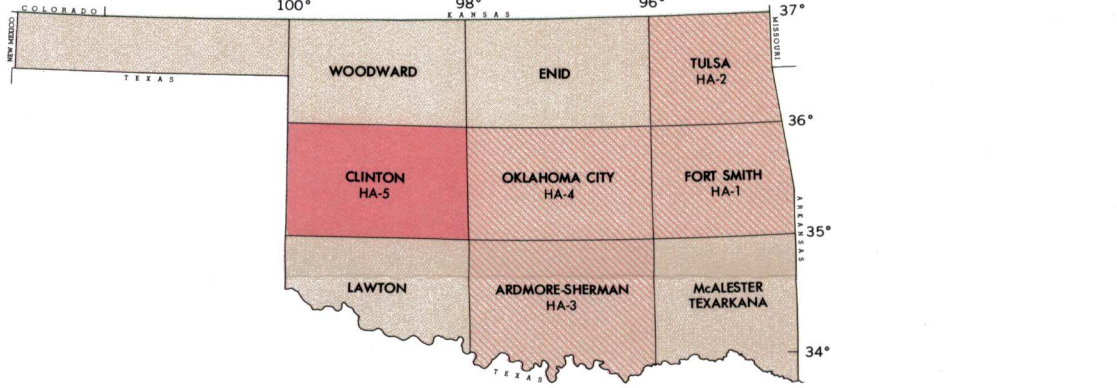 COLORADO
100°
98°
96°
37°
KANSAS
NEW MEXICO
MISSOURI
TEXAS
WOODWARD
ENID
TULSA
HA-2
36°
CLINTON
HA-5
OKLAHOMA CITY
HA-4
FORT SMITH
HA-1
ARKANSAS
35°
LAWTON
ARDMORE-SHERMAN
HA-3
McALESTER
TEXARKANA
34°
TEXAS